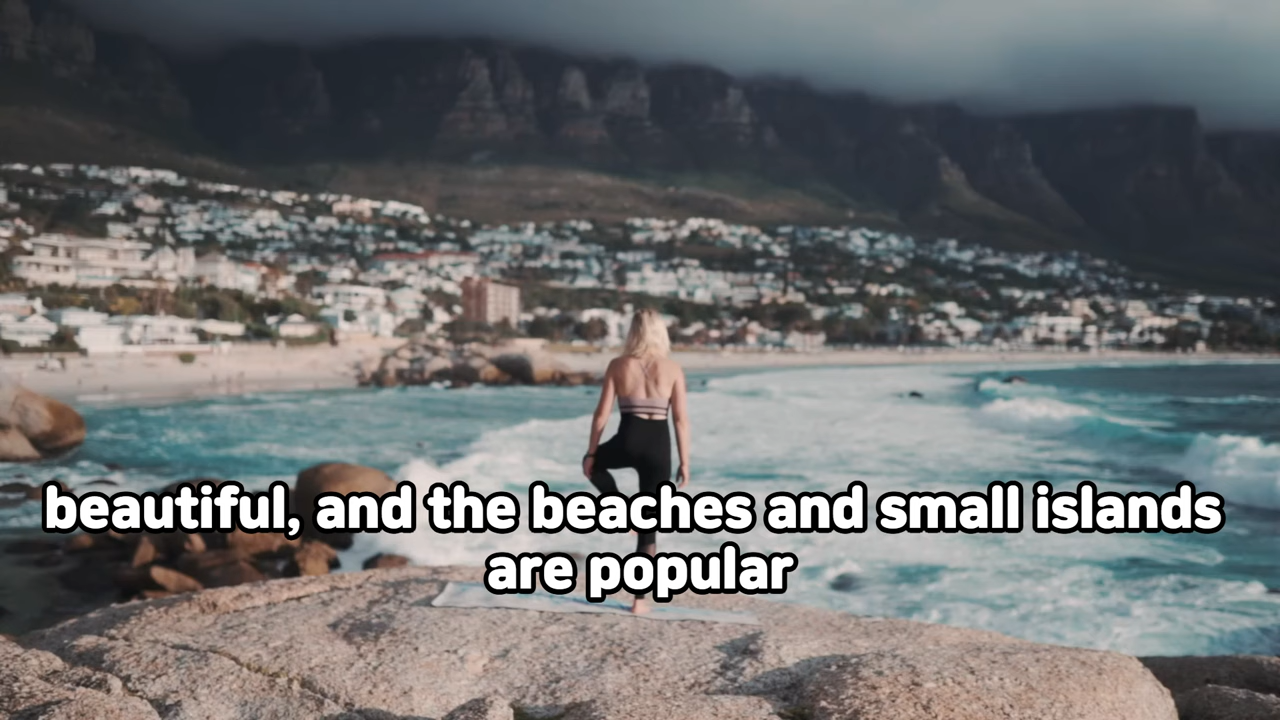 beautiful, and the beaches and small islands
are popular